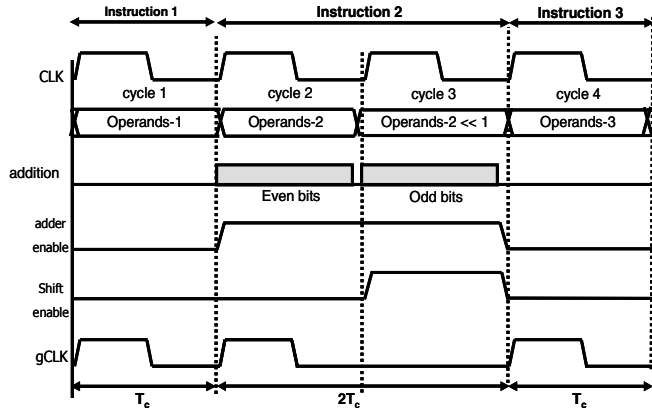 Instruction 1 Instruction 2 Instruction 3
CLK
cycle 1 cycle 2 cycle 3 cycle 4
Operands-1 Operands-2 Operands-2 << 1 Operands-3
addition
Even bits Odd bits
adder
enable
Shift
enable
gCLK
Tc 2Tc Tc